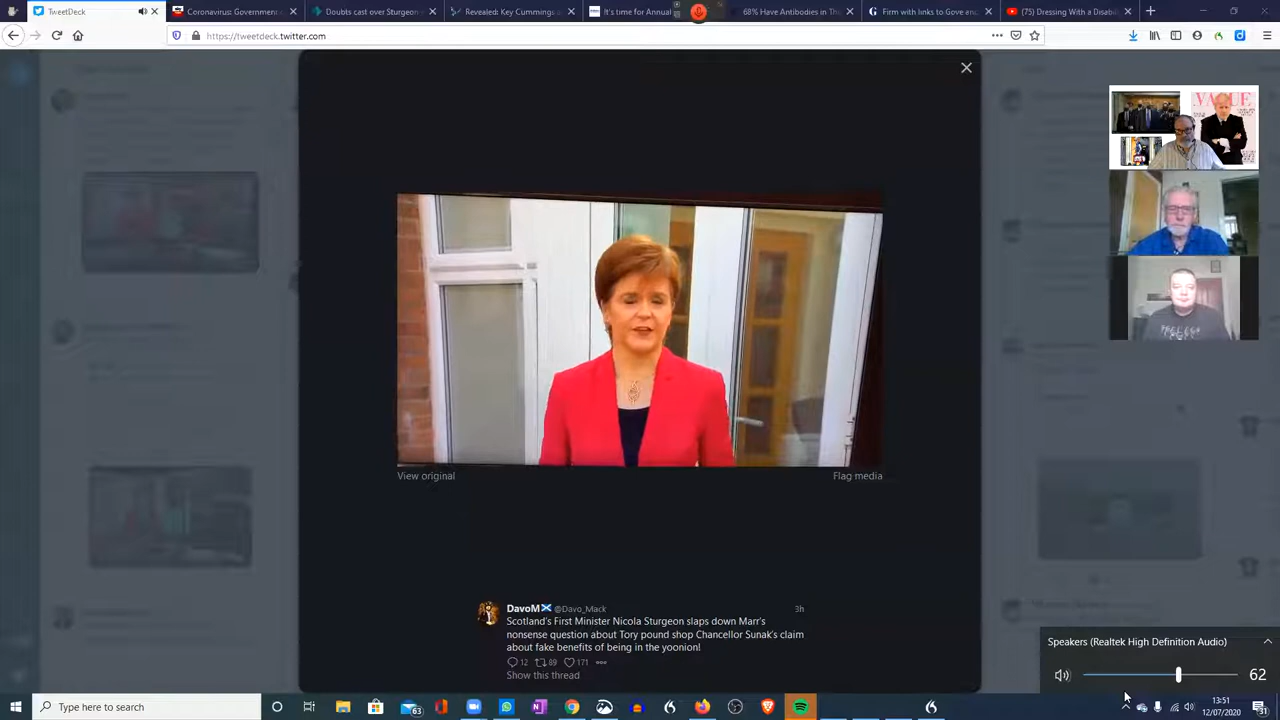 TweetDeck
Coronavirus: Government
Doubts cast over Sturgeon
Revealed: Key Cummings
It's time for Annual
68% Have Antibodies in Th
Firm with links to Gove an
(75) Dressing With a Disabil
https://tweetdeck.twitter.com
View original
Flag media
DavoM @Davo_Mack
3h
Scotland's First Minister Nicola Sturgeon slaps down Marr's
nonsense question about Tory pound shop Chancellor Sunak's claim
about fake benefits of being in the yoonion!
12 89 171
Show this thread
Speakers (Realtek High Definition Audio)
62
Type here to search
63
13:51
12/07/2020